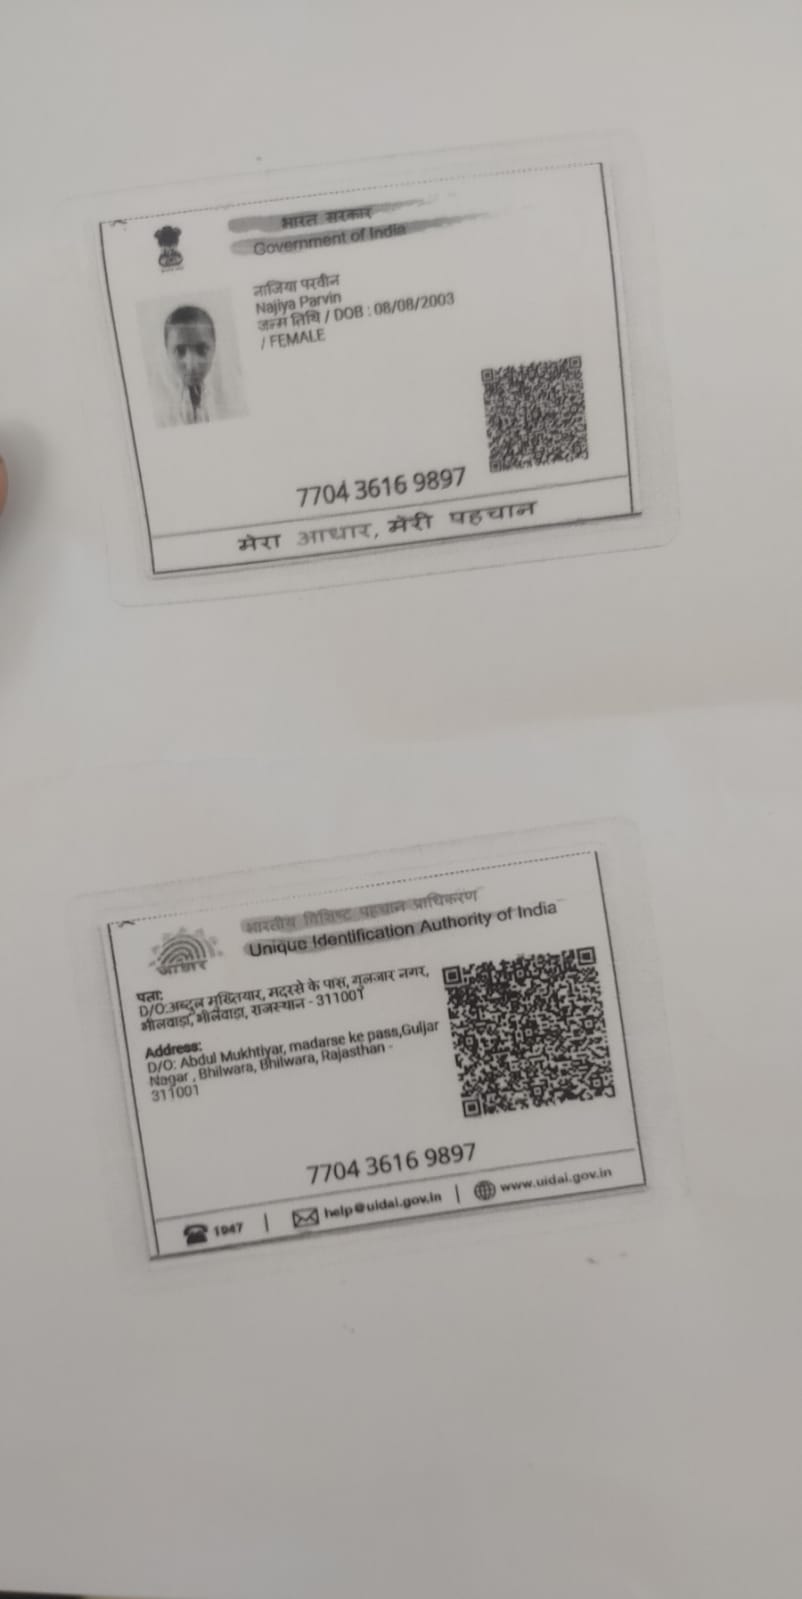 भारत सरकार
Government of India
नाजिया परवीन
Najiya Parvin
जन्म तिथि / DOB : 08/08/2003
/ FEMALE
7704 3616 9897
मेरा आधार, मेरी पहचान
भारतीय विशिष्ट पहचान प्राधिकरण
Unique Identification Authority of India
आधार
पता:
D/O:अब्दुल मुख्तियार, मदरसे के पास, गुलजार नगर,
भीलवाड़ा, भीलवाड़ा, राजस्थान - 311001
Address:
D/O: Abdul Mukhtiyar, madarse ke pass,Guljar
Nagar , Bhilwara, Bhilwara, Rajasthan -
311001
7704 3616 9897
1947 | help@uidai.gov.in | www.uidai.gov.in